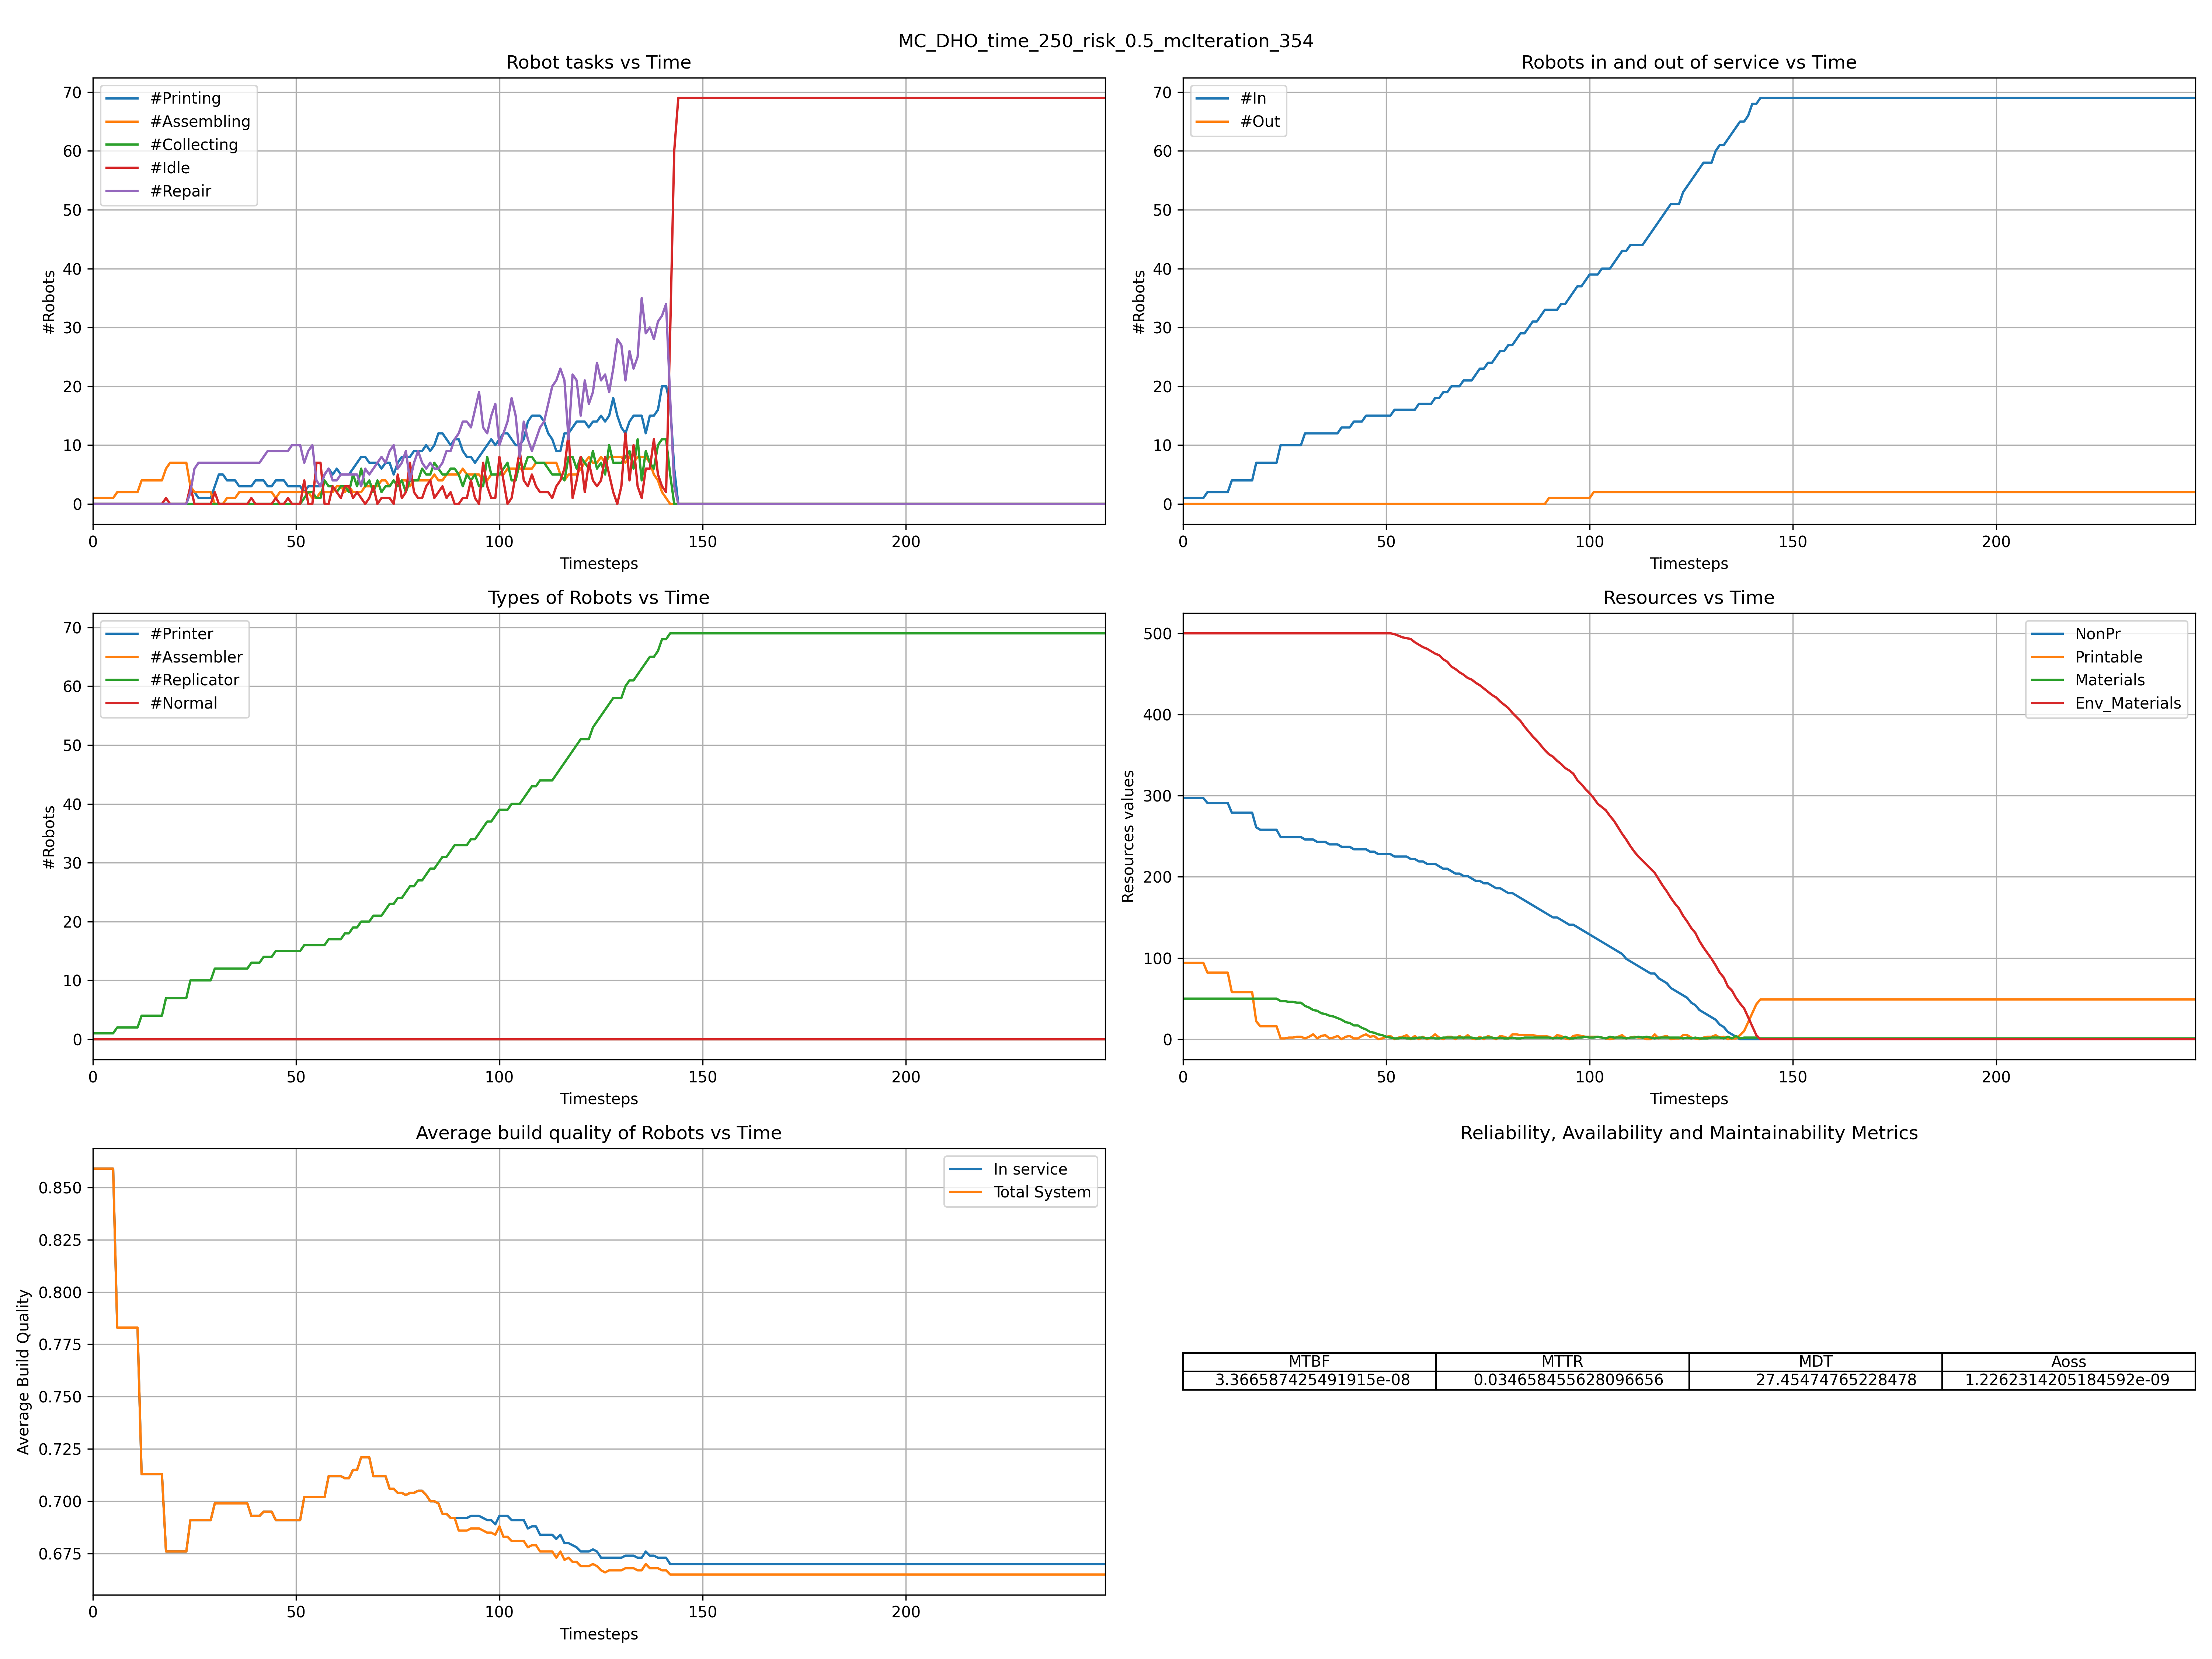 MC_DHO_time_250_risk_0.5_mcIteration_354
Robot tasks vs Time
#Robots
70
60
50
40
30
20
10
0
#Printing
#Assembling
#Collecting
#Idle
#Repair
0 50 100 150 200
Timesteps
Robots in and out of service vs Time
#Robots
70
60
50
40
30
20
10
0
#In
#Out
0 50 100 150 200
Timesteps
Types of Robots vs Time
#Robots
70
60
50
40
30
20
10
0
#Printer
#Assembler
#Replicator
#Normal
0 50 100 150 200
Timesteps
Resources vs Time
Resources values
500
400
300
200
100
0
NonPr
Printable
Materials
Env_Materials
0 50 100 150 200
Timesteps
Average build quality of Robots vs Time
Average Build Quality
0.850
0.825
0.800
0.775
0.750
0.725
0.700
0.675
In service
Total System
0 50 100 150 200
Timesteps
Reliability, Availability and Maintainability Metrics
MTBF MTTR MDT Aoss
3.366587425491915e-08 0.034658455628096656 27.45474765228478 1.2262314205184592e-09